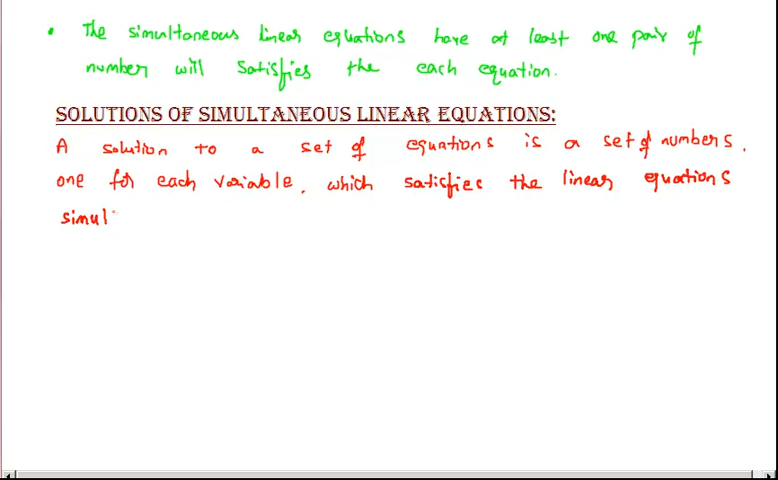 • The simultaneous linear equations have at least one pair of
number will satisfies the each equation.
SOLUTIONS OF SIMULTANEOUS LINEAR EQUATIONS:
A solution to a set of equations is a set of numbers,
one for each variable, which satisfies the linear equations
simul